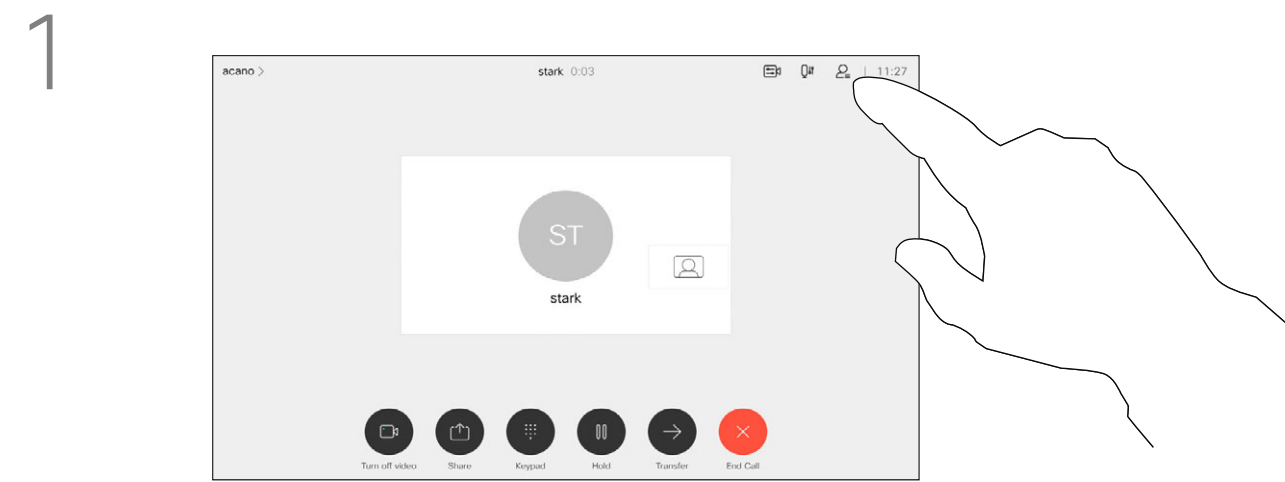 1
acano >
stark 0:03
11:27
ST
stark
Turn off video
Share
Keypad
Hold
Transfer
End Call